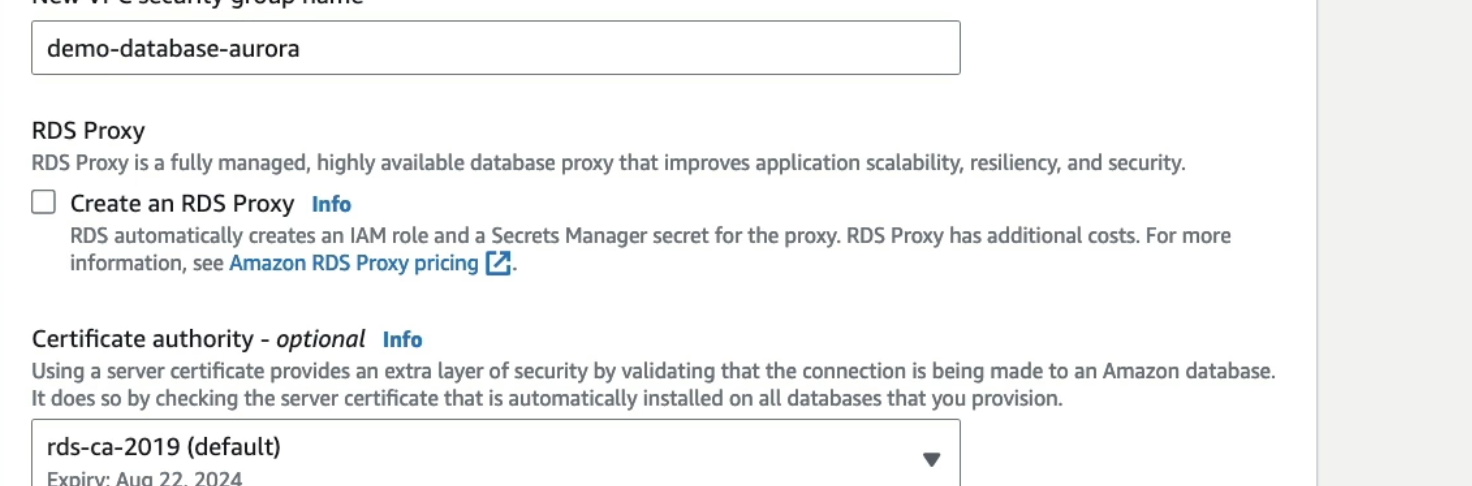 New VPC security group name
demo-database-aurora
RDS Proxy
RDS Proxy is a fully managed, highly available database proxy that improves application scalability, resiliency, and security.
Create an RDS Proxy Info
RDS automatically creates an IAM role and a Secrets Manager secret for the proxy. RDS Proxy has additional costs. For more
information, see Amazon RDS Proxy pricing.
Certificate authority - optional Info
Using a server certificate provides an extra layer of security by validating that the connection is being made to an Amazon database.
It does so by checking the server certificate that is automatically installed on all databases that you provision.
rds-ca-2019 (default)
Expiry: Aug 22, 2024